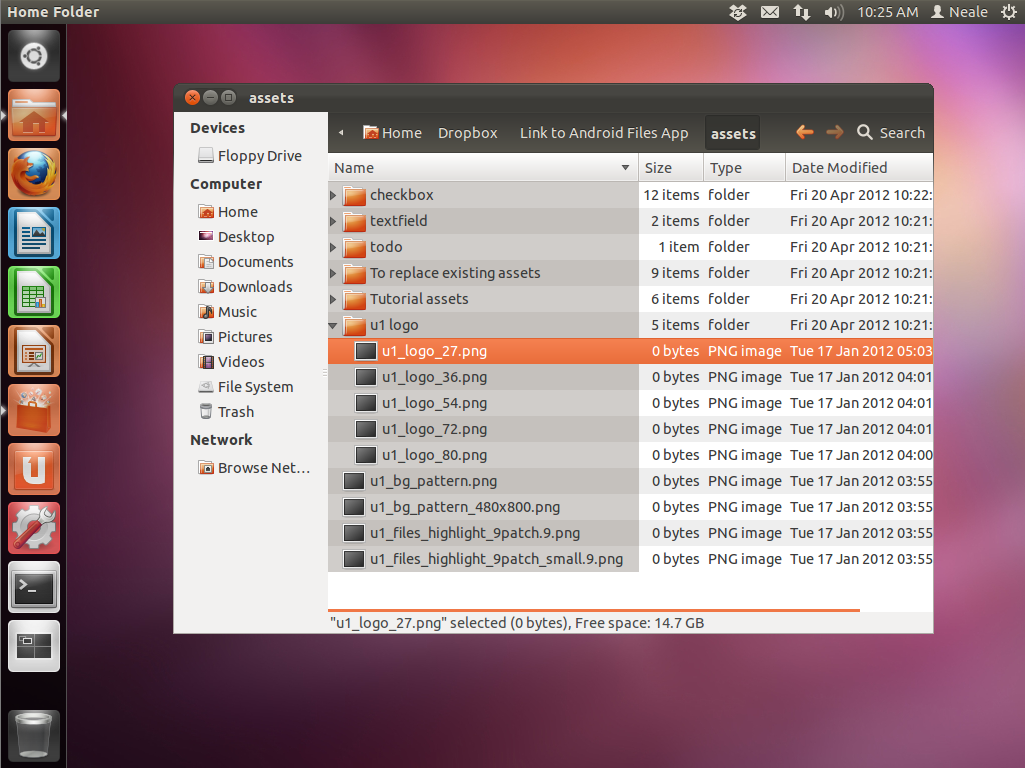 Home Folder 10:25 AM Neale
assets
Devices
Floppy Drive
Computer
Home
Desktop
Documents
Downloads
Music
Pictures
Videos
File System
Trash
Network
Browse Net...
Home Dropbox Link to Android Files App assets Search
Name Size Type Date Modified
checkbox 12 items folder Fri 20 Apr 2012 10:22:
textfield 2 items folder Fri 20 Apr 2012 10:21:
todo 1 item folder Fri 20 Apr 2012 10:21:
To replace existing assets 9 items folder Fri 20 Apr 2012 10:21:
Tutorial assets 6 items folder Fri 20 Apr 2012 10:21:
u1 logo 5 items folder Fri 20 Apr 2012 10:21:
u1_logo_27.png 0 bytes PNG image Tue 17 Jan 2012 05:03
u1_logo_36.png 0 bytes PNG image Tue 17 Jan 2012 04:01
u1_logo_54.png 0 bytes PNG image Tue 17 Jan 2012 04:01
u1_logo_72.png 0 bytes PNG image Tue 17 Jan 2012 04:01
u1_logo_80.png 0 bytes PNG image Tue 17 Jan 2012 04:00
u1_bg_pattern.png 0 bytes PNG image Tue 17 Jan 2012 03:55
u1_bg_pattern_480x800.png 0 bytes PNG image Tue 17 Jan 2012 03:55
u1_files_highlight_9patch.9.png 0 bytes PNG image Tue 17 Jan 2012 03:55
u1_files_highlight_9patch_small.9.png 0 bytes PNG image Tue 17 Jan 2012 03:55
"u1_logo_27.png" selected (0 bytes), Free space: 14.7 GB